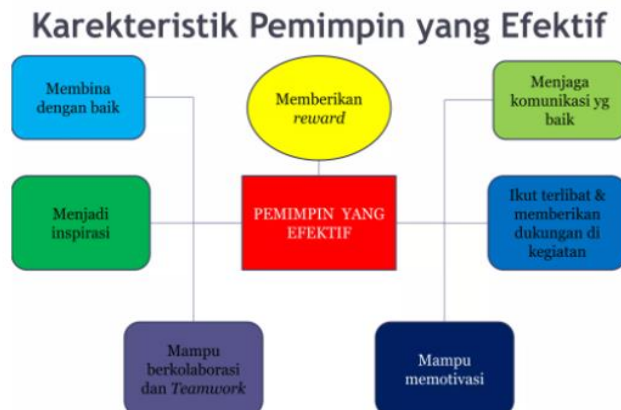 Karekteristik Pemimpin yang Efektif
Membina
dengan baik
Memberikan
reward
Menjaga
komunikasi yg
baik
Menjadi
inspirasi
PEMIMPIN YANG
EFEKTIF
Ikut terlibat &
memberikan
dukungan di
kegiatan
Mampu
berkolaborasi
dan Teamwork
Mampu
memotivasi